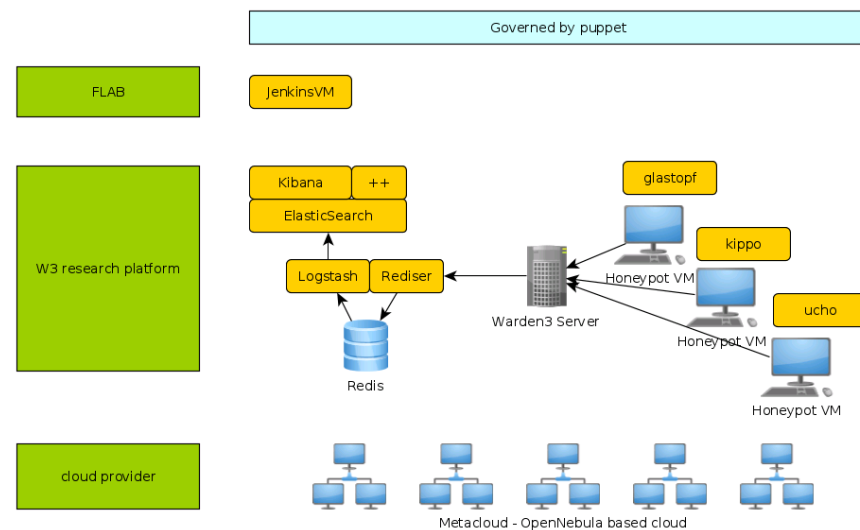 Governed by puppet
FLAB
JenkinsVM
W3 research platform
Kibana
++
ElasticSearch
Logstash
Rediser
Redis
Warden3 Server
glastopf
Honeypot VM
kippo
Honeypot VM
ucho
Honeypot VM
cloud provider
Metacloud - OpenNebula based cloud